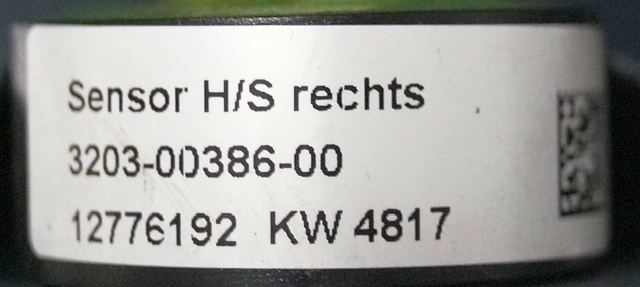 Sensor H/S rechts
3203-00386-00
12776192 KW 4817